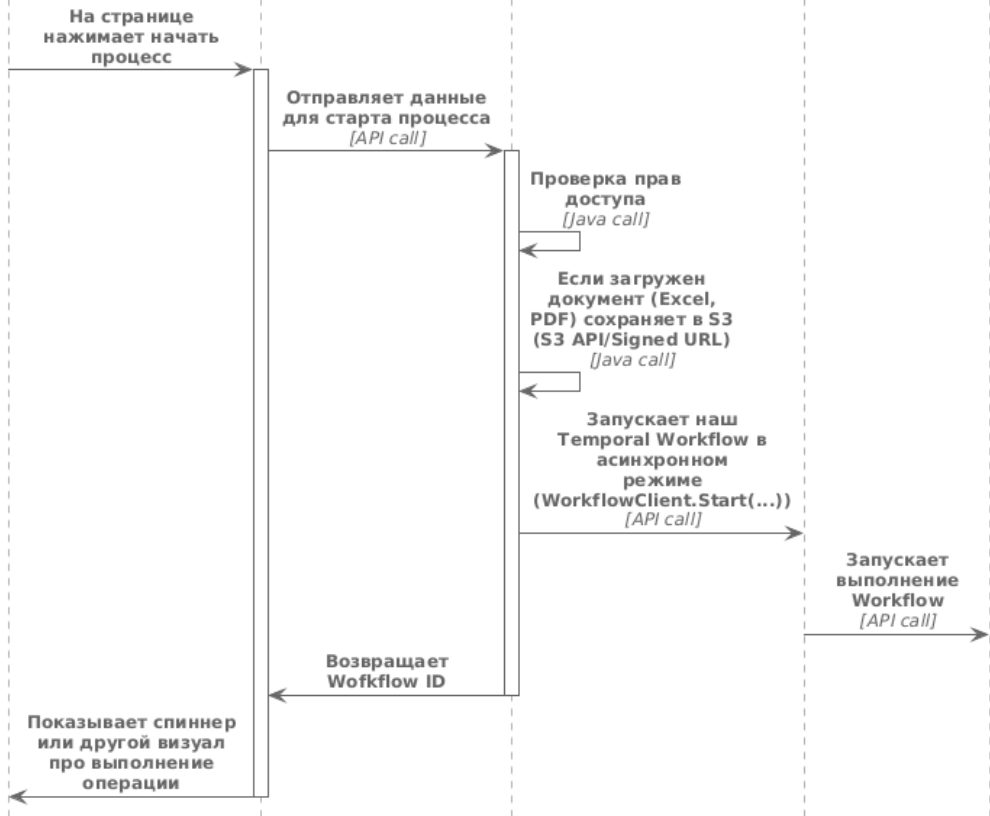 На странице
нажимает начать
процесс
Отправляет данные
для старта процесса
[API call]
Проверка прав
доступа
[Java call]
Если загружен
документ (Excel,
PDF) сохраняет в S3
(S3 API/Signed URL)
[Java call]
Запускает наш
Temporal Workflow в
асинхронном
режиме
(WorkflowClient.Start(...))
[API call]
Запускает
выполнение
Workflow
[API call]
Возвращает
Wofkflow ID
Показывает спиннер
или другой визуал
про выполнение
операции